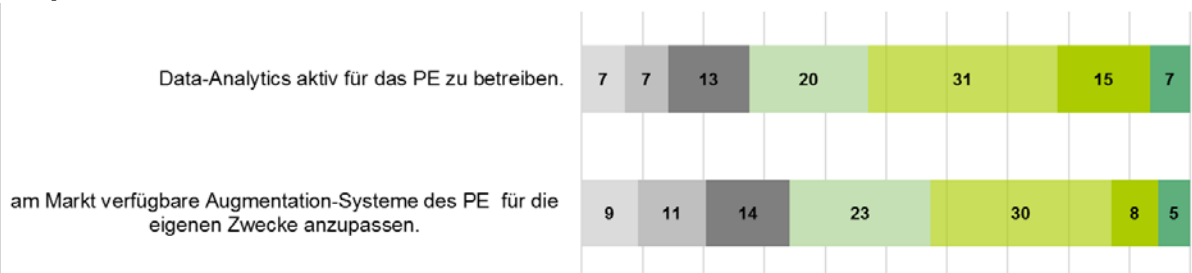 Data-Analytics aktiv für das PE zu betreiben.
7 7 13 20 31 15 7
am Markt verfügbare Augmentation-Systeme des PE für die
eigenen Zwecke anzupassen.
9 11 14 23 30 8 5